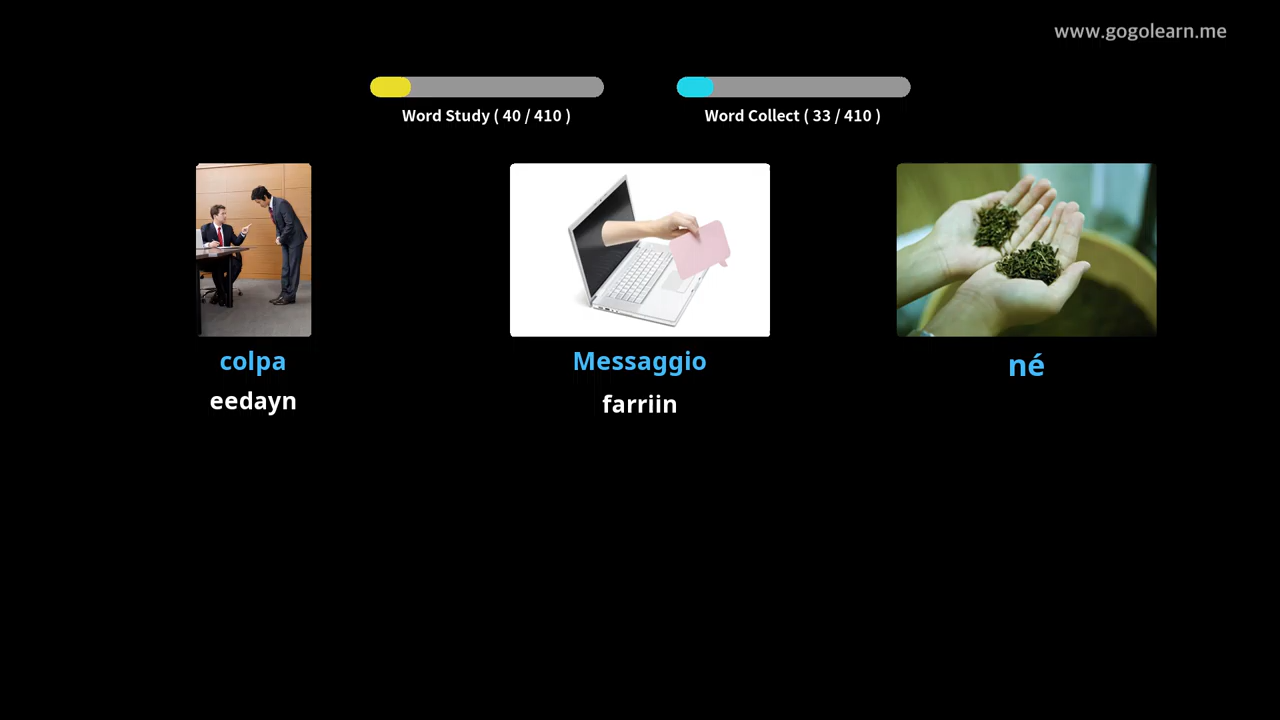 www.gogolearn.me
Word Study ( 40 / 410 )
Word Collect ( 33 / 410 )
colpa
eedayn
Messaggio
farriin
né